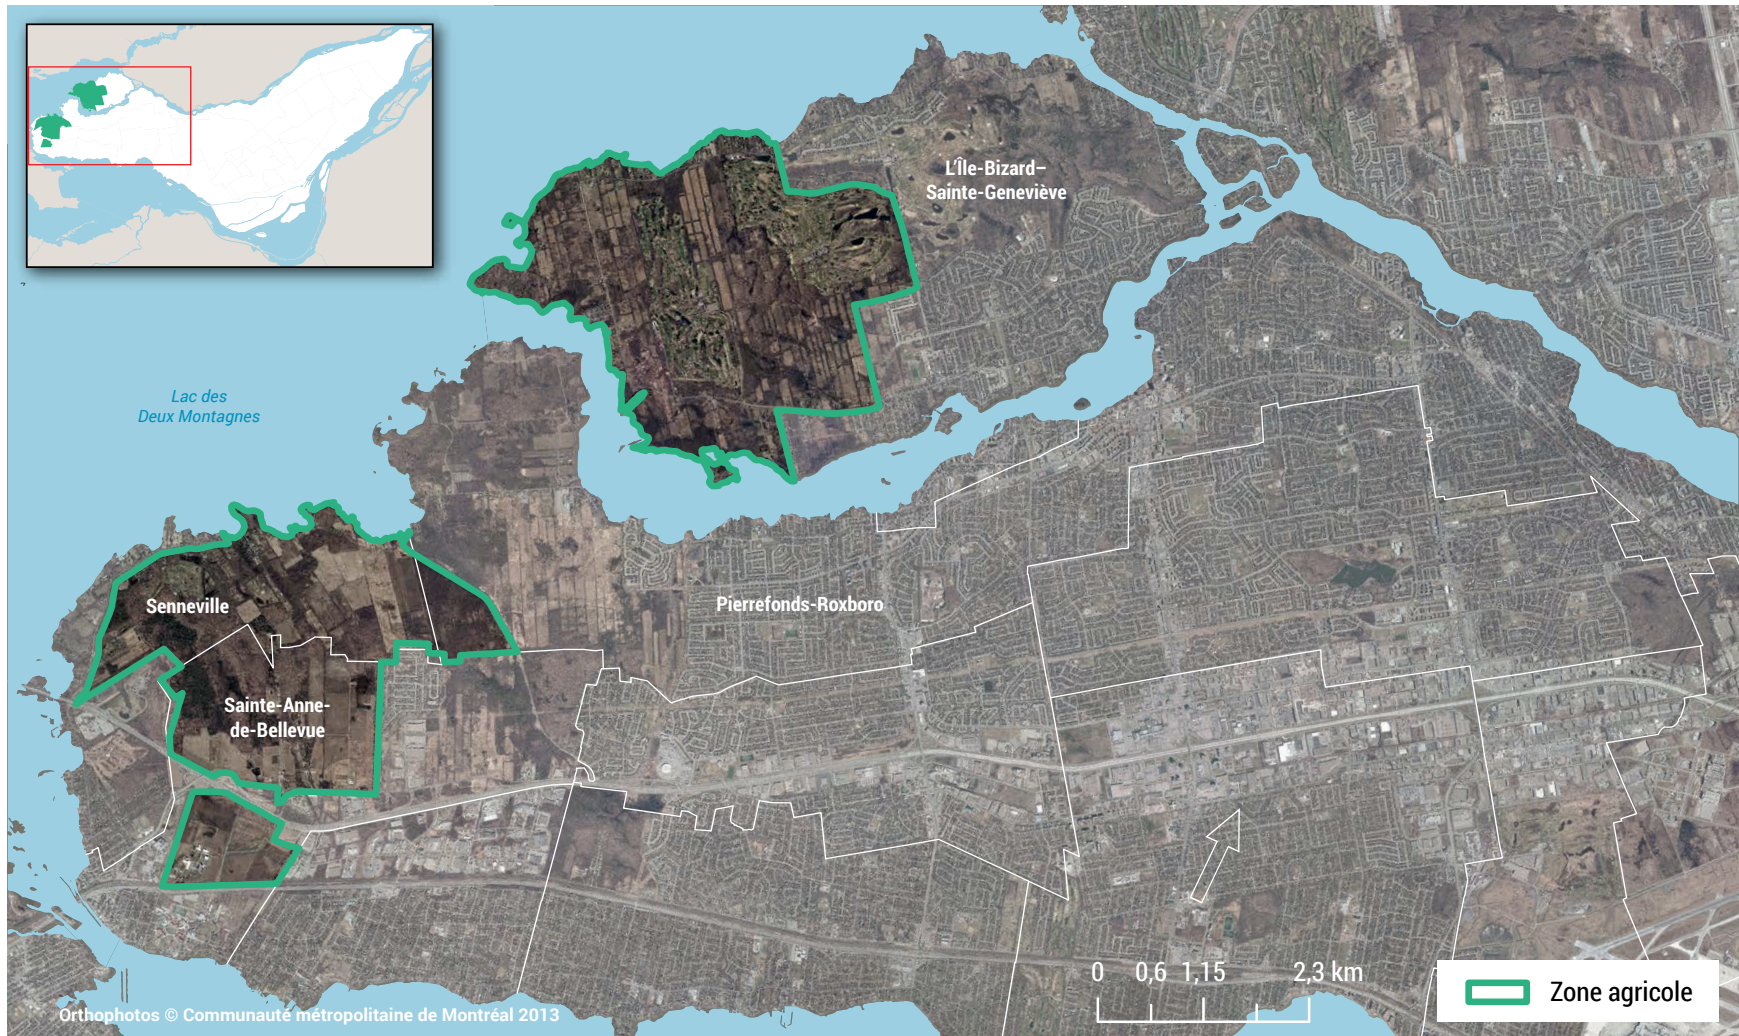 L'Île-Bizard–
Sainte-Geneviève
Lac des
Deux Montagnes
Senneville
Pierrefonds-Roxboro
Sainte-Anne-
de-Bellevue
0 0,6 1,15 2,3 km
Zone agricole
Orthophotos © Communauté métropolitaine de Montréal 2013